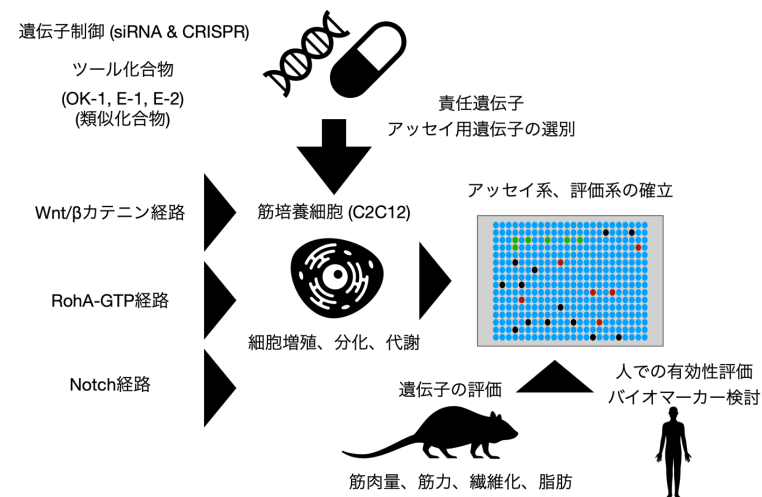 遺伝子制御 (siRNA & CRISPR)
ツール化合物
(OK-1, E-1, E-2)
(類似化合物)
責任遺伝子
アッセイ用遺伝子の選別
Wnt/βカテニン経路
筋培養細胞 (C2C12)
アッセイ系、評価系の確立
RohA-GTP経路
細胞増殖、分化、代謝
Notch経路
遺伝子の評価
人での有効性評価
バイオマーカー検討
筋肉量、筋力、繊維化、脂肪